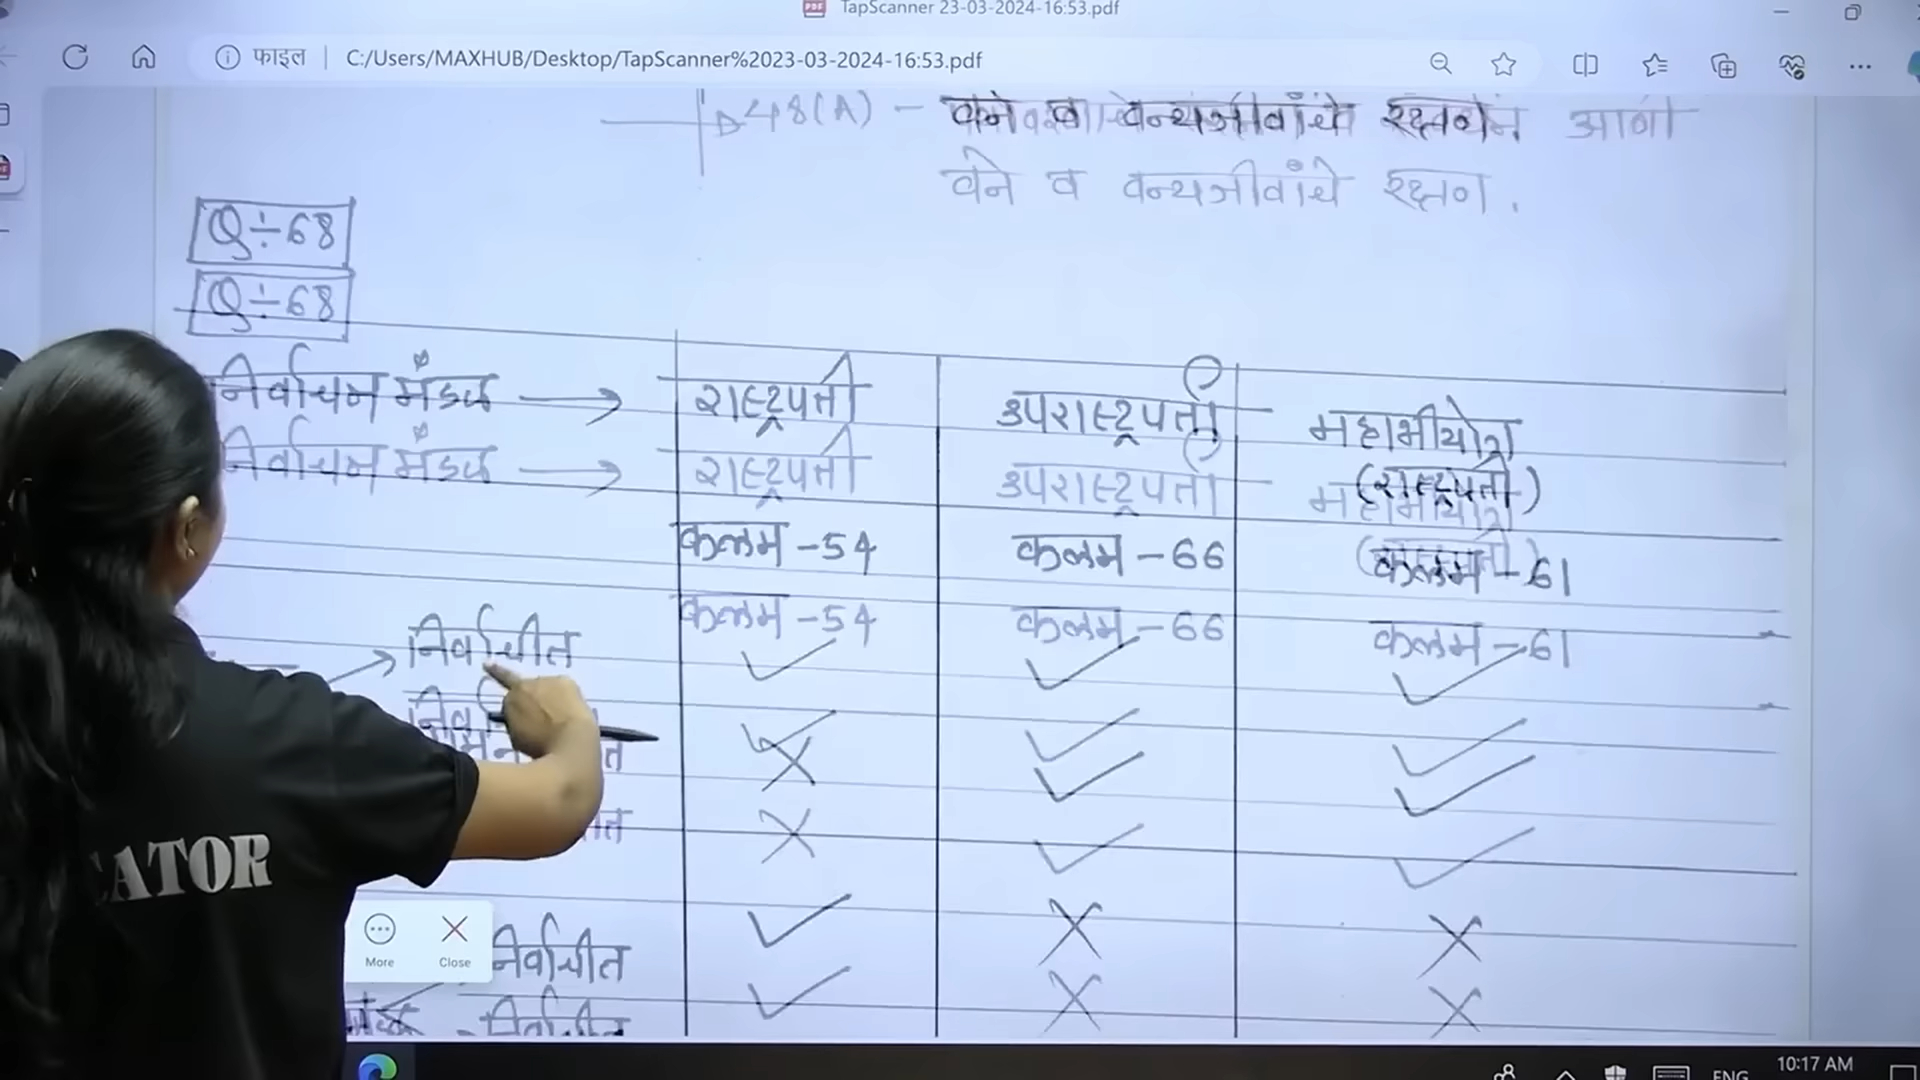 TapScanner 23-03-2024-16:53.pdf
फाइल C:/Users/MAXHUB/Desktop/TapScanner%2023-03-2024-16:53.pdf
48(A) - वने व वन्यजीवांचे रक्षण. आणी
वने व वन्यजीवांचे रक्षण.
Q÷68
Q÷68
निर्वाचन मंडळ → राष्ट्रपती उपराष्ट्रपती महाभीयोग
निर्वाचन मंडळ → राष्ट्रपती उपराष्ट्रपती महाभीयोग
(राष्ट्रपती)
कलम -54 कलम -66 कलम -61
कलम -54 कलम -66 कलम -61
निर्वाचीत ✓ ✓ ✓
✓ ✓ ✓
X ✓ ✓
X ✓ ✓
CATOR
निर्वाचीत ✓ X X
निर्वाचीत ✓ X X
More Close
ENG 10:17 AM